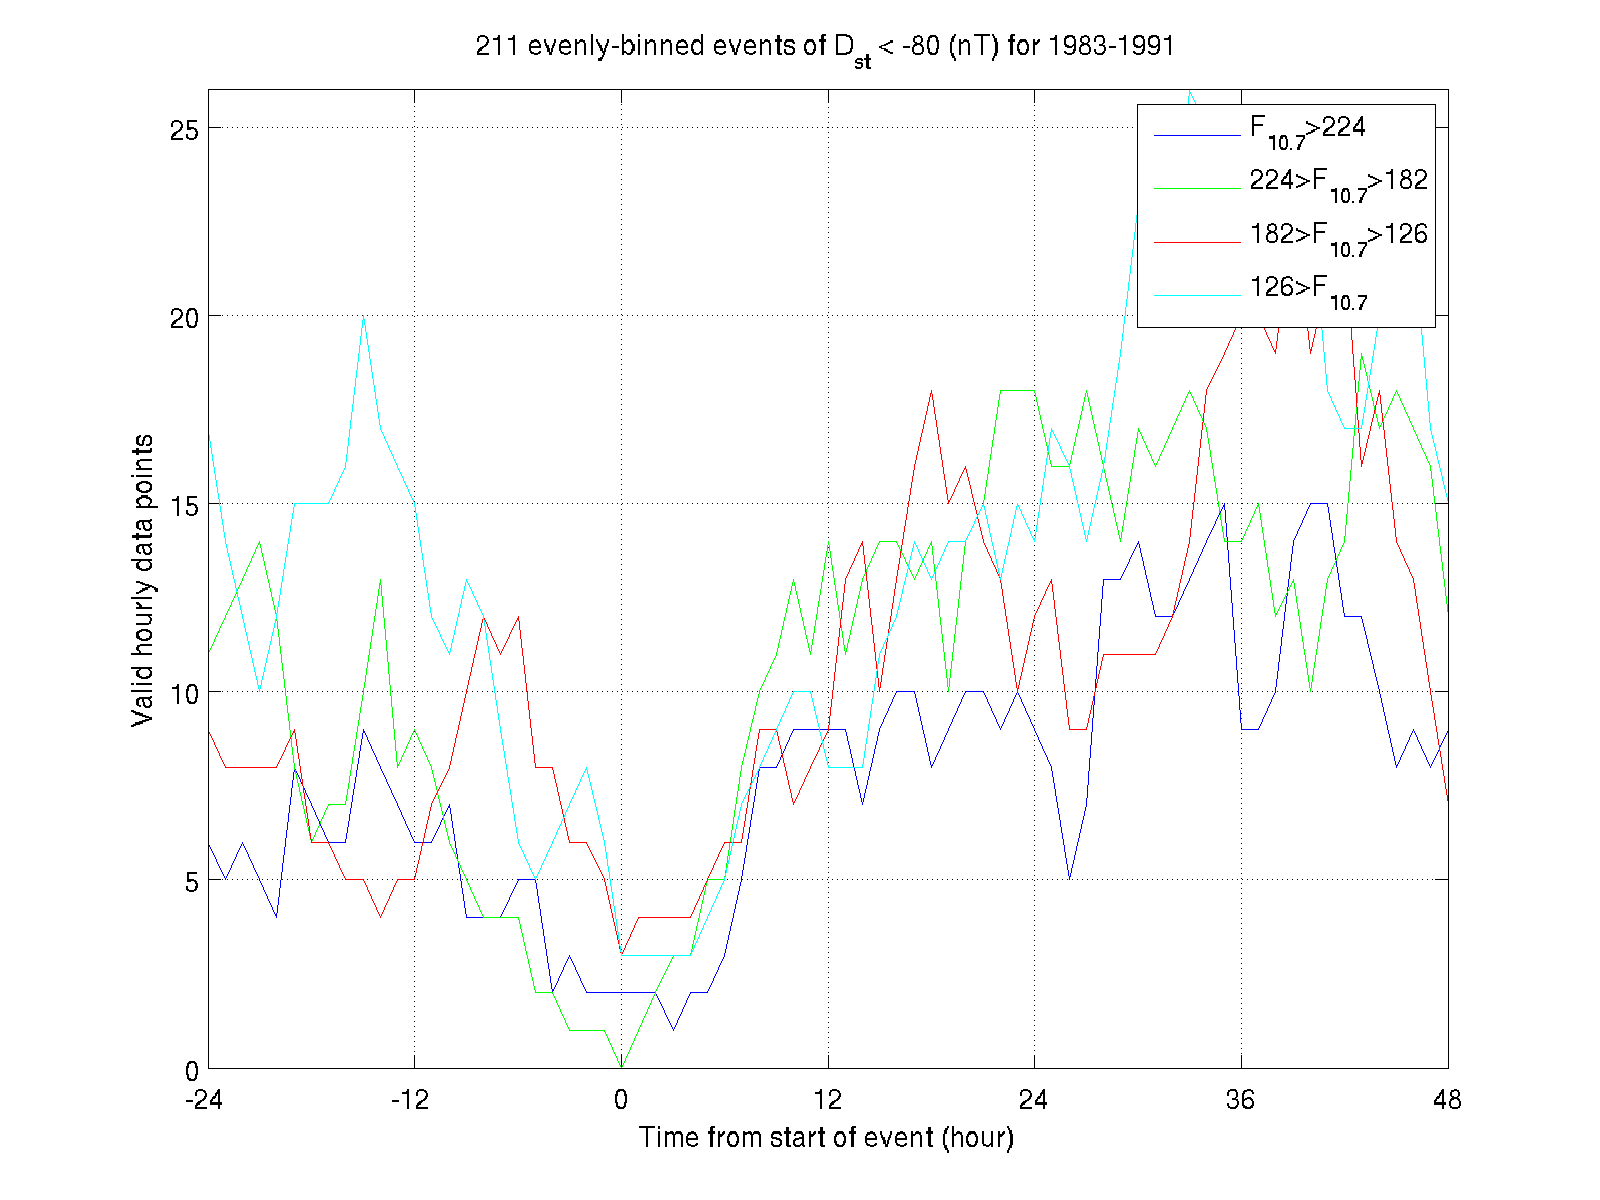 211 evenly-binned events of D_st < -80 (nT) for 1983-1991
25
20
15
10
5
0
Valid hourly data points
F_10.7>224
224>F_10.7>182
182>F_10.7>126
126>F_10.7
-24 -12 0 12 24 36 48
Time from start of event (hour)